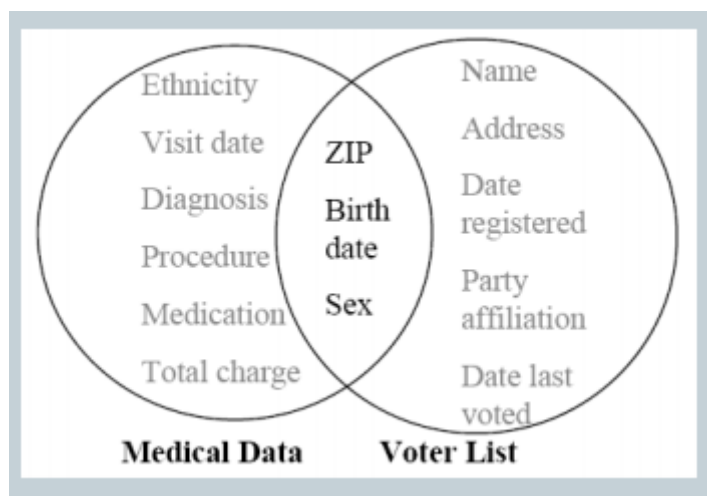 Ethnicity
Visit date
Diagnosis
Procedure
Medication
Total charge
ZIP
Birth
date
Sex
Name
Address
Date
registered
Party
affiliation
Date last
voted
Medical Data
Voter List